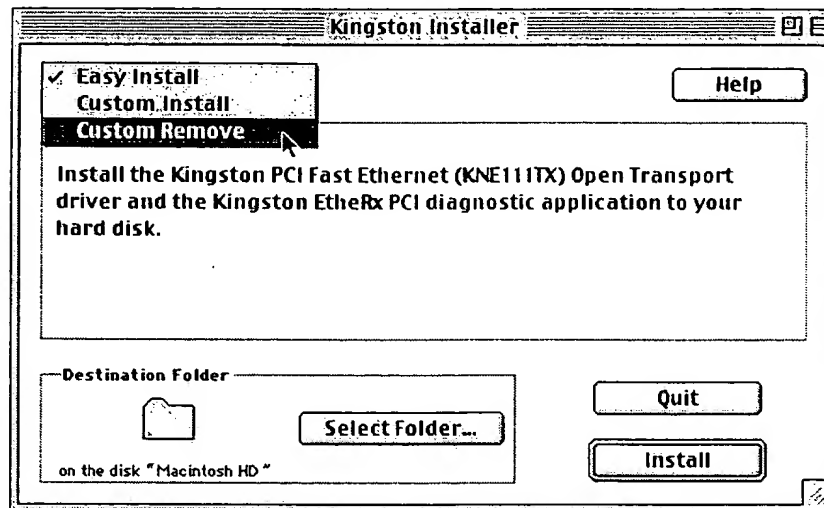 Kingston Installer
✓ Easy Install
Custom Install
Custom Remove
Help
Install the Kingston PCI Fast Ethernet (KNE111TX) Open Transport
driver and the Kingston EtheRx PCI diagnostic application to your
hard disk.
Destination Folder
Select Folder...
on the disk "Macintosh HD"
Quit
Install